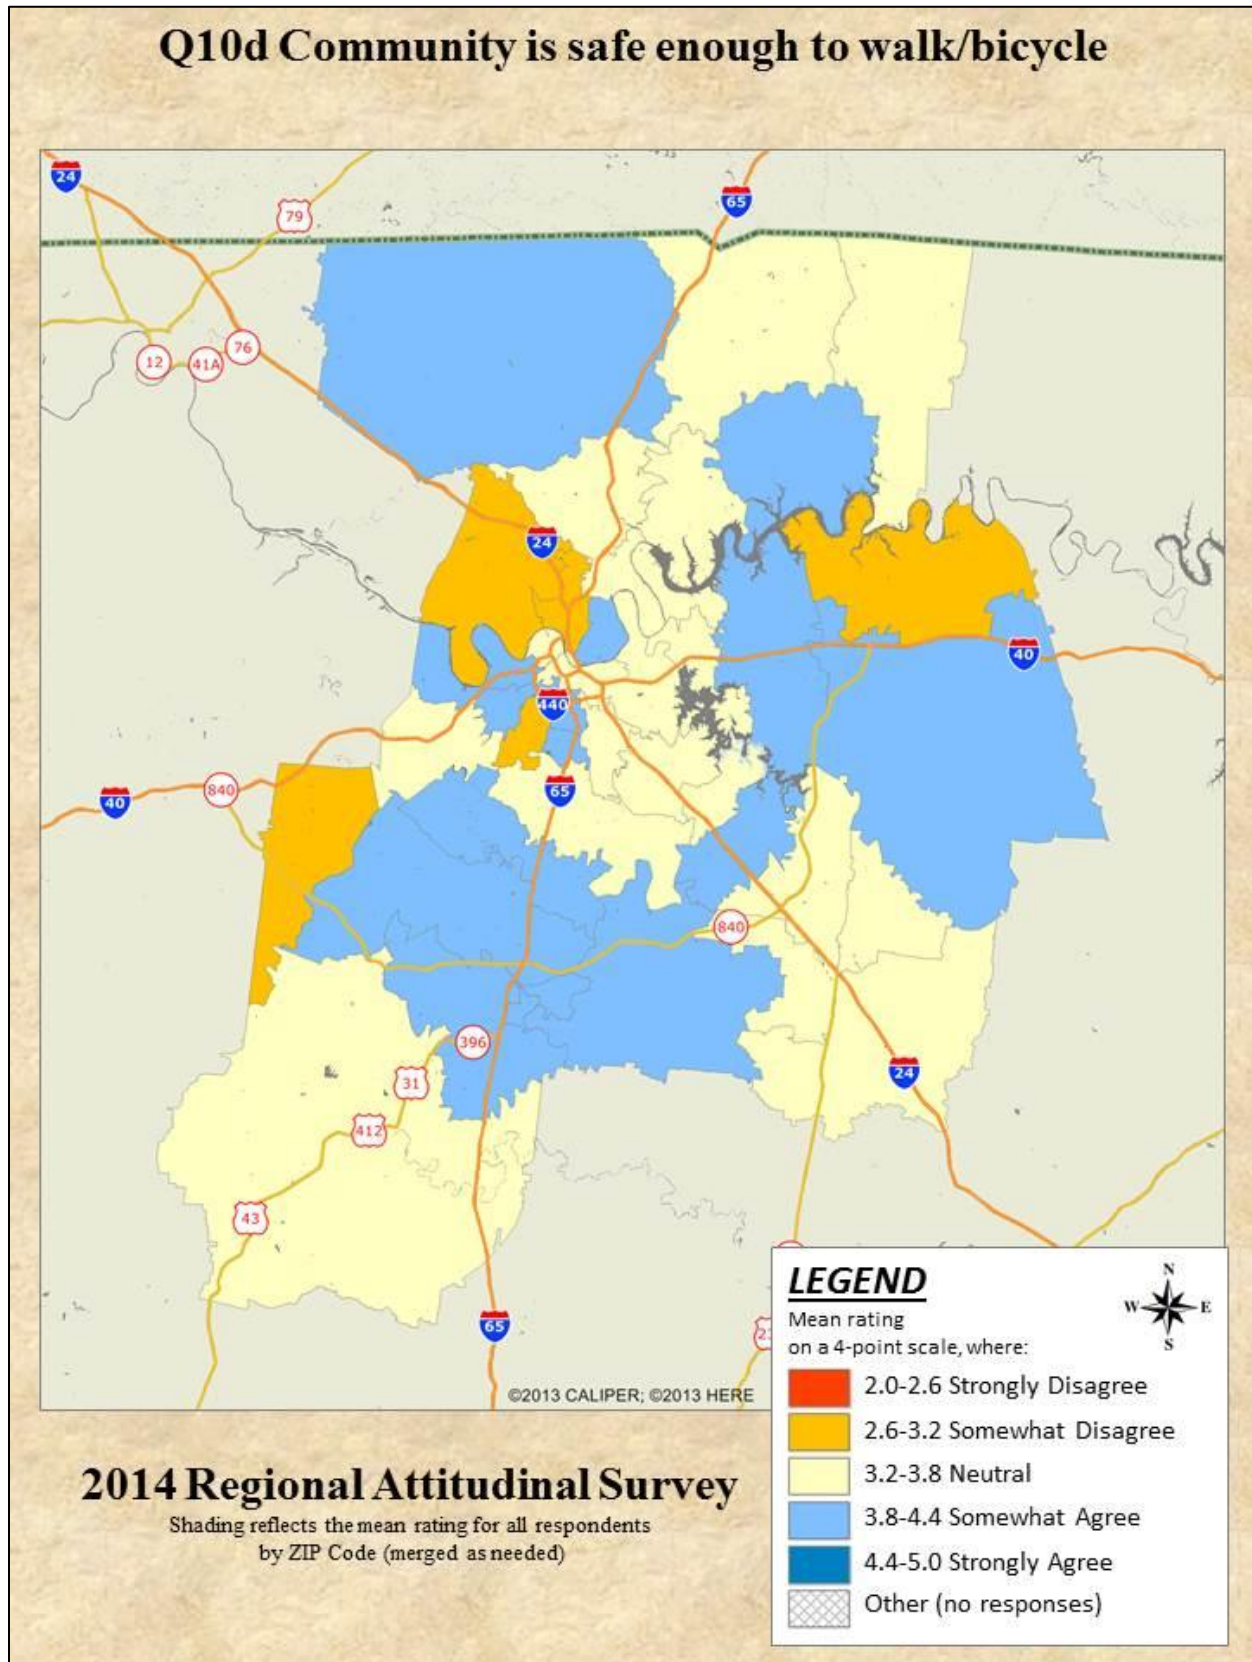 Q10d Community is safe enough to walk/bicycle
24
79
65
76
12
41A
24
40
440
840
65
40
840
396
24
31
412
43
65
©2013 CALIPER; ©2013 HERE
LEGEND
N
W
E
S
Mean rating
on a 4-point scale, where:
2.0-2.6 Strongly Disagree
2.6-3.2 Somewhat Disagree
3.2-3.8 Neutral
3.8-4.4 Somewhat Agree
4.4-5.0 Strongly Agree
Other (no responses)
2014 Regional Attitudinal Survey
Shading reflects the mean rating for all respondents
by ZIP Code (merged as needed)